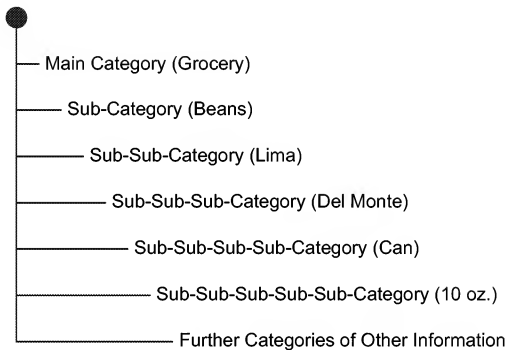 Main Category (Grocery)
Sub-Category (Beans)
Sub-Sub-Category (Lima)
Sub-Sub-Sub-Category (Del Monte)
Sub-Sub-Sub-Sub-Category (Can)
Sub-Sub-Sub-Sub-Sub-Category (10 oz.)
Further Categories of Other Information